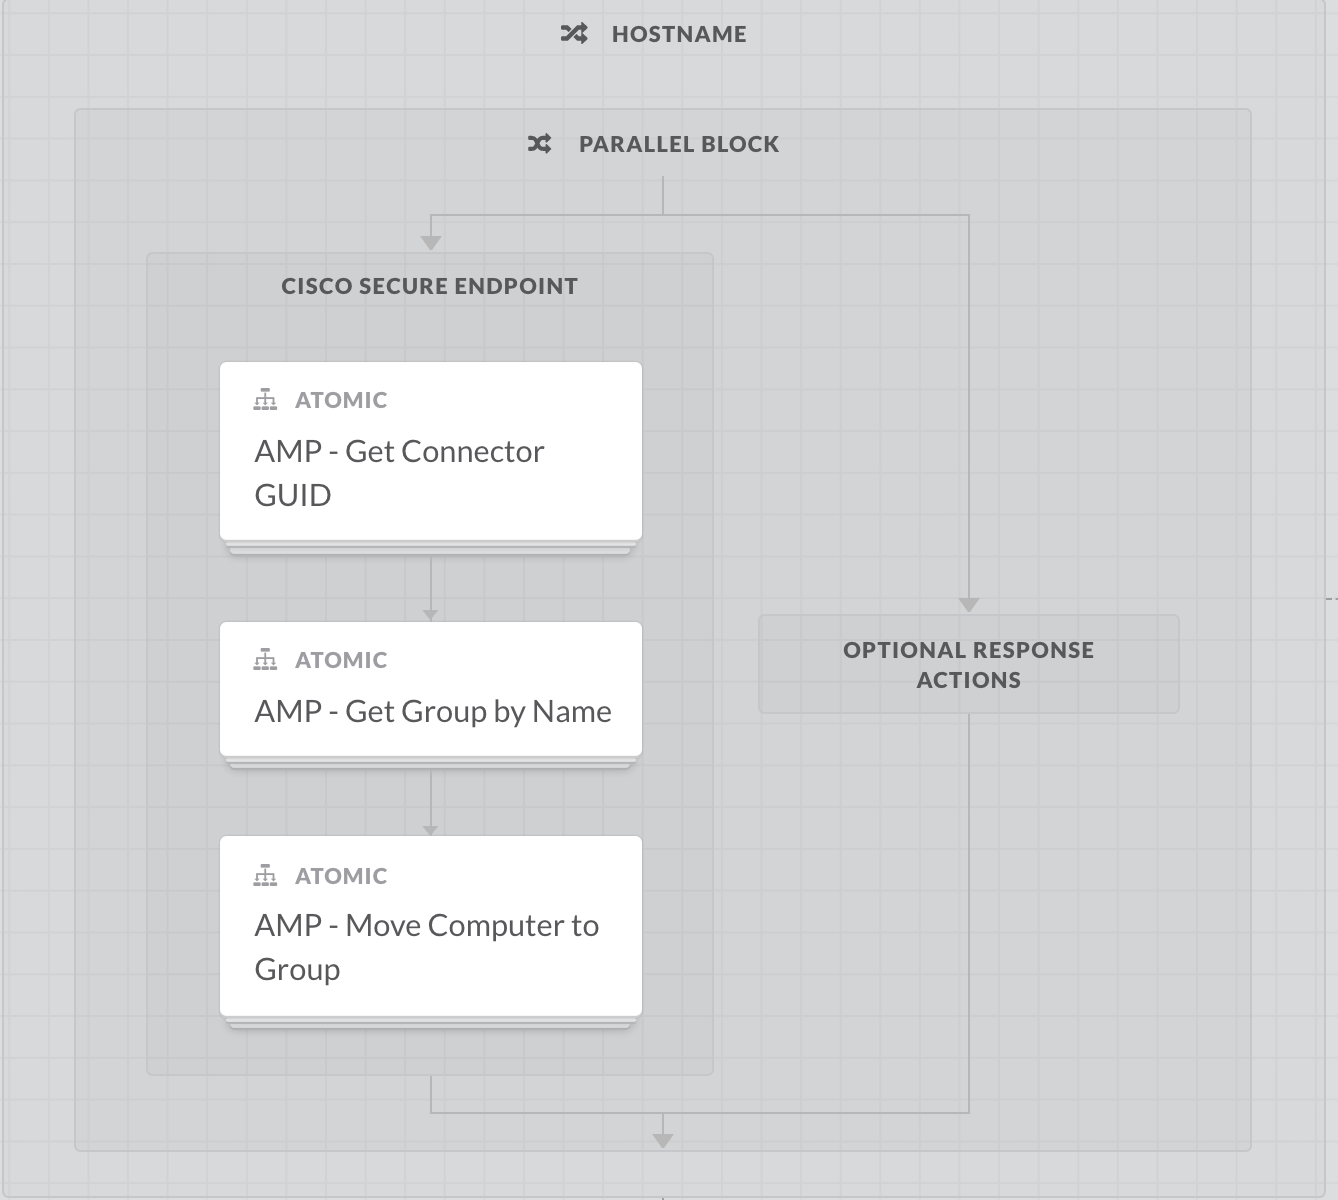 HOSTNAME
PARALLEL BLOCK
CISCO SECURE ENDPOINT
ATOMIC
AMP - Get Connector
GUID
ATOMIC
AMP - Get Group by Name
ATOMIC
AMP - Move Computer to
Group
OPTIONAL RESPONSE
ACTIONS